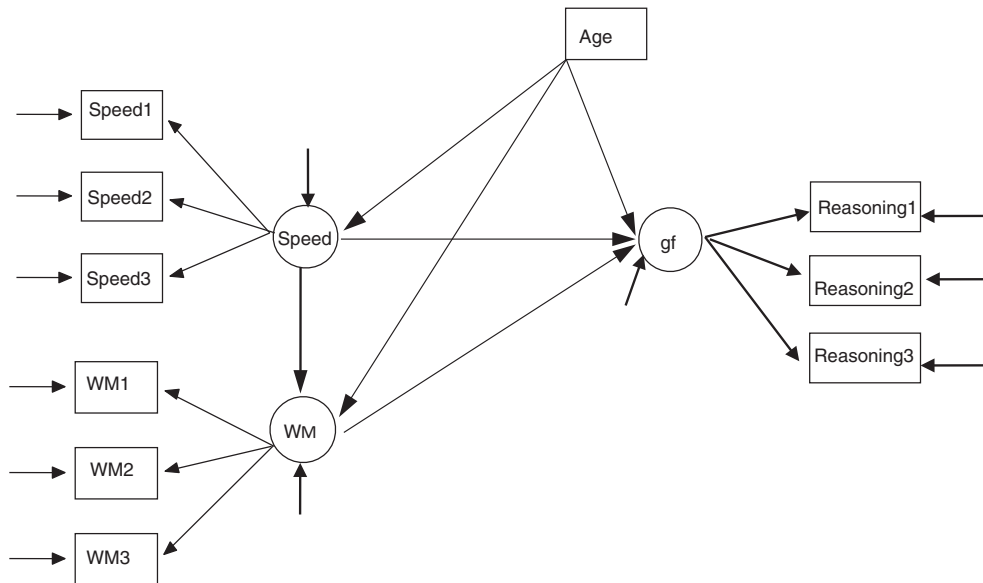 Age
Speed1
Speed2
Speed3
Speed
gf
Reasoning1
Reasoning2
Reasoning3
WM1
WM2
WM3
WM